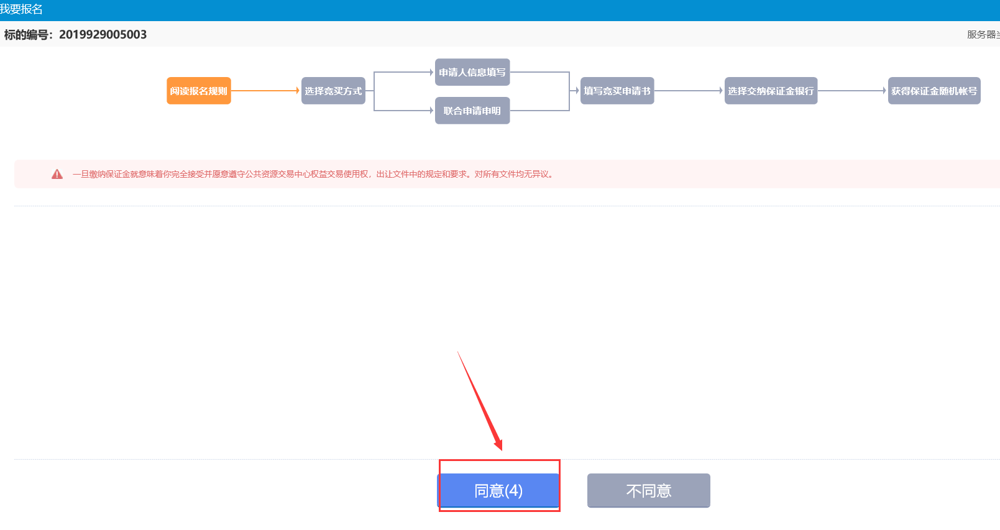 我要报名
标的编号：2019929005003
服务器
阅读报名规则
选择竞买方式
申请人信息填写
联合申请申明
填写竞买申请书
选择交纳保证金银行
获得保证金随机帐号
一旦缴纳保证金就意味着你完全接受并愿意遵守公共资源交易中心权益交易使用权，出让文件中的规定和要求。对所有文件均无异议。
同意(4)
不同意